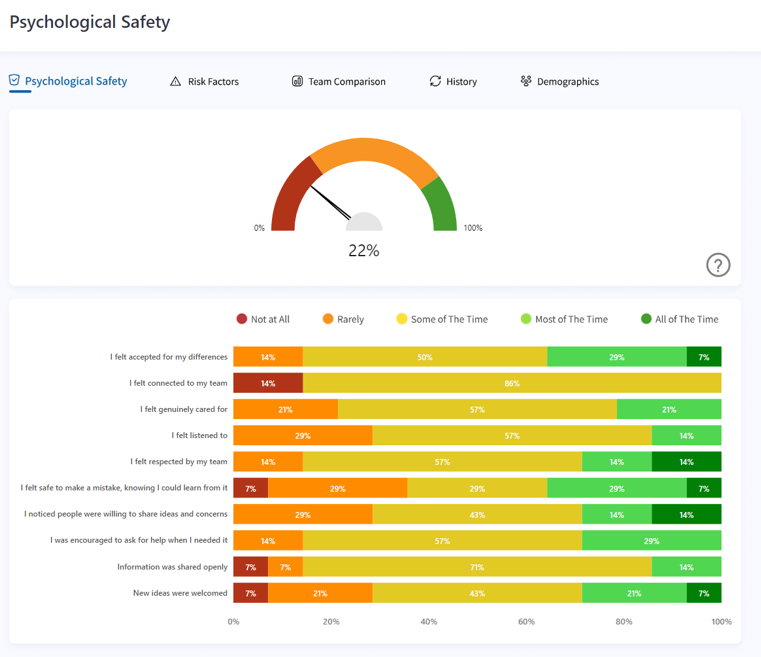 Psychological Safety
Psychological Safety Risk Factors Team Comparison History Demographics
0% 100%
22%
?
Not at All Rarely Some of The Time Most of The Time All of The Time
I felt accepted for my differences 14% 50% 29% 7%
I felt connected to my team 14% 86%
I felt genuinely cared for 21% 57% 21%
I felt listened to 29% 57% 14%
I felt respected by my team 14% 57% 14% 14%
I felt safe to make a mistake, knowing I could learn from it 7% 29% 29% 29% 7%
I noticed people were willing to share ideas and concerns 29% 43% 14% 14%
I was encouraged to ask for help when I needed it 14% 57% 29%
Information was shared openly 7% 7% 71% 14%
New ideas were welcomed 7% 21% 43% 21% 7%
0% 20% 40% 60% 80% 100%